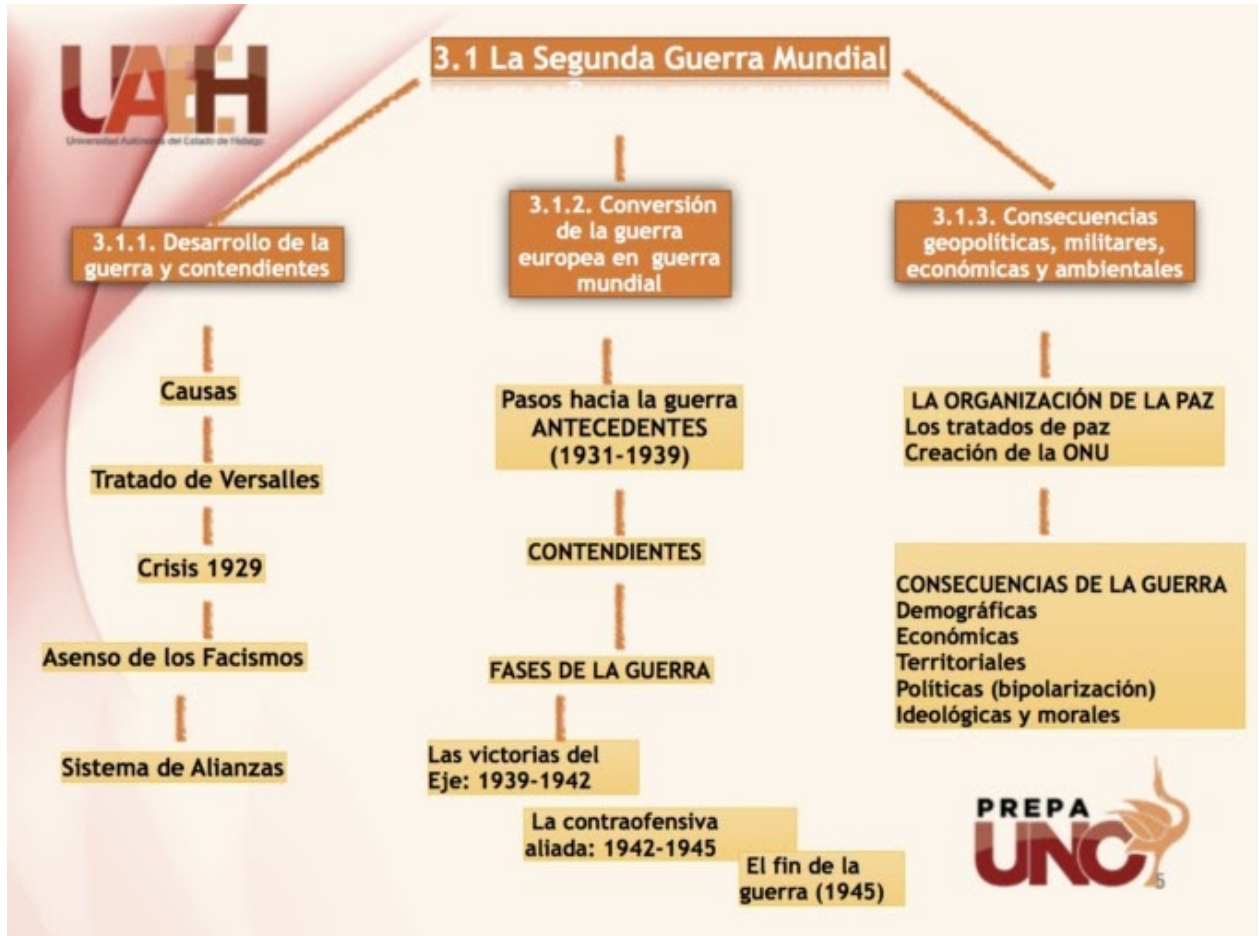 UAEH
Universidad Autónoma del Estado de Hidalgo
3.1 La Segunda Guerra Mundial
3.1.1. Desarrollo de la
guerra y contendientes
Causas
Tratado de Versalles
Crisis 1929
Asenso de los Facismos
Sistema de Alianzas
3.1.2. Conversión
de la guerra
europea en guerra
mundial
Pasos hacia la guerra
ANTECEDENTES
(1931-1939)
CONTENDIENTES
FASES DE LA GUERRA
Las victorias del
Eje: 1939-1942
La contraofensiva
aliada: 1942-1945
El fin de la
guerra (1945)
3.1.3. Consecuencias
geopolíticas, militares,
económicas y ambientales
LA ORGANIZACIÓN DE LA PAZ
Los tratados de paz
Creación de la ONU
CONSECUENCIAS DE LA GUERRA
Demográficas
Económicas
Territoriales
Políticas (bipolarización)
Ideológicas y morales
PREPA
UNO
5